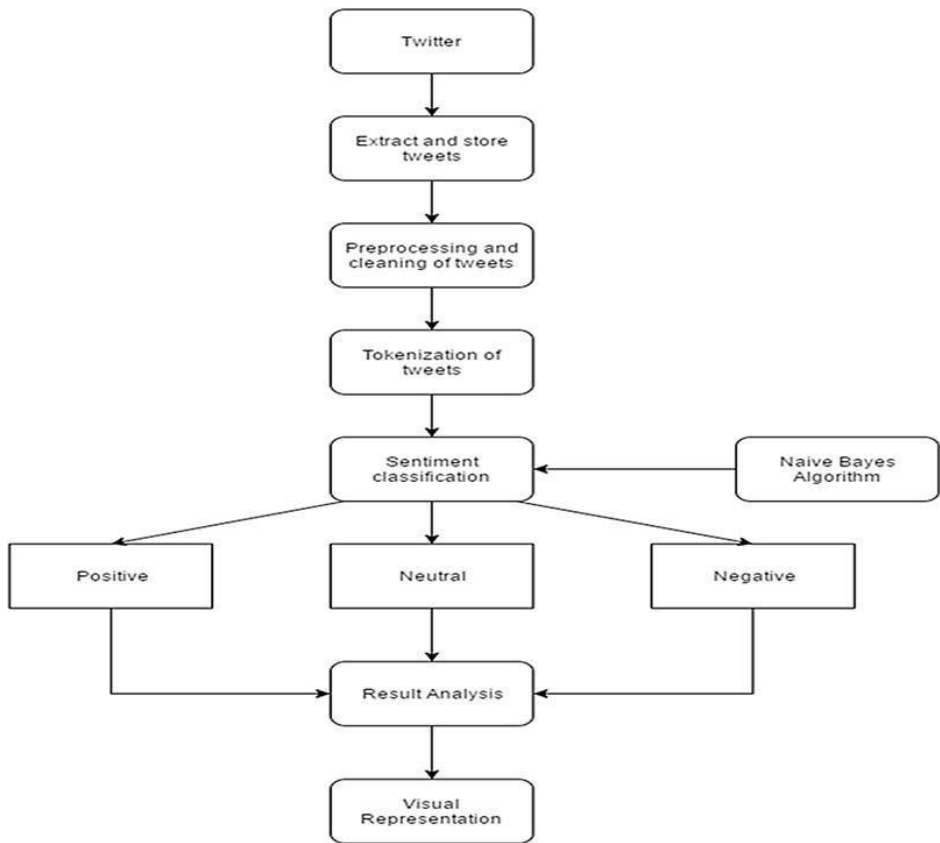 Twitter
Extract and store
tweets
Preprocessing and
cleaning of tweets
Tokenization of
tweets
Sentiment
classification
Naive Bayes
Algorithm
Positive
Neutral
Negative
Result Analysis
Visual
Representation